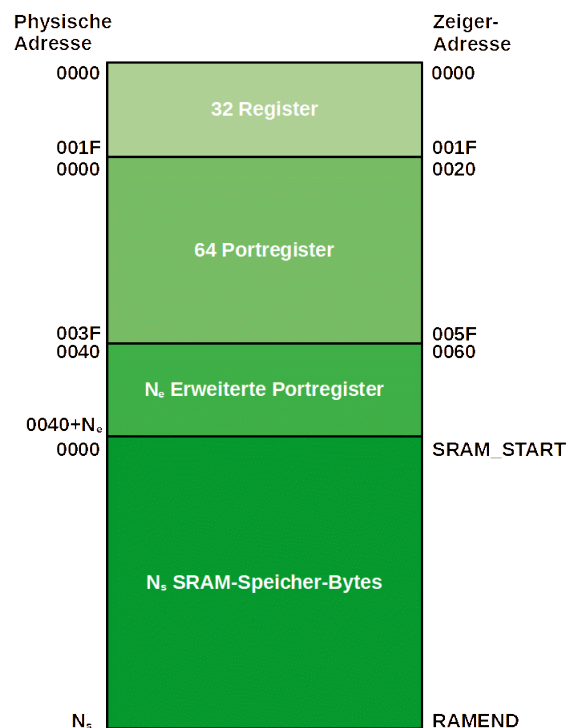 Physische
Adresse
Zeiger-
Adresse
0000
0000
32 Register
001F
001F
0000
0020
64 Portregister
003F
005F
0040
0060
Nₑ Erweiterte Portregister
0040+Nₑ
0000
SRAM_START
Nₛ SRAM-Speicher-Bytes
Nₛ
RAMEND